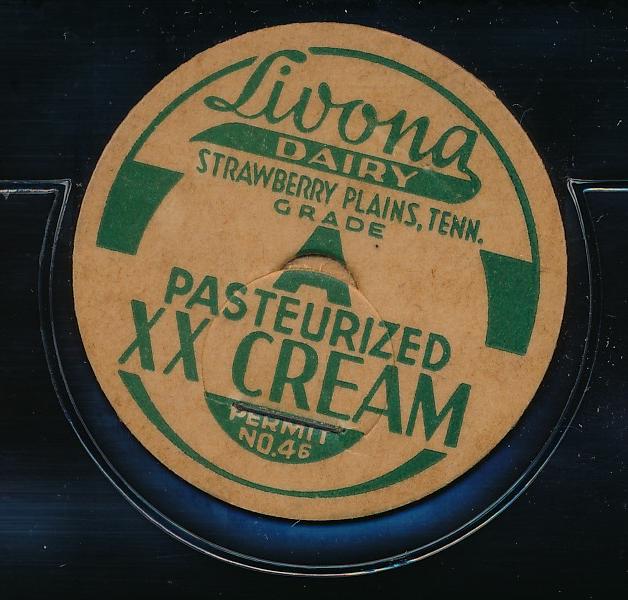 Livona
DAIRY
STRAWBERRY PLAINS, TENN.
GRADE
A
PASTEURIZED
XX CREAM
PERMIT
NO. 46